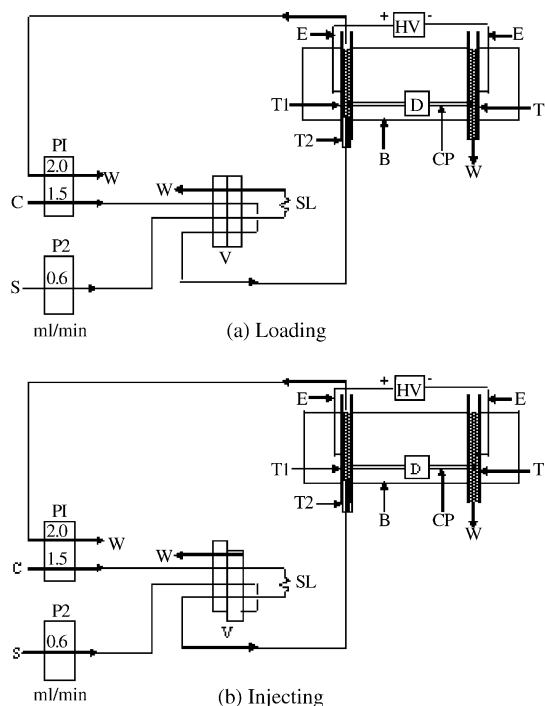 + HV -
E E
T1 D T
T2 B CP W
PI
2.0 W
C 1.5 W SL
P2 V
S 0.6
ml/min
(a) Loading
+ HV -
E E
T1 D T
T2 B CP W
PI
2.0 W
C 1.5 W SL
P2 V
S 0.6
ml/min
(b) Injecting